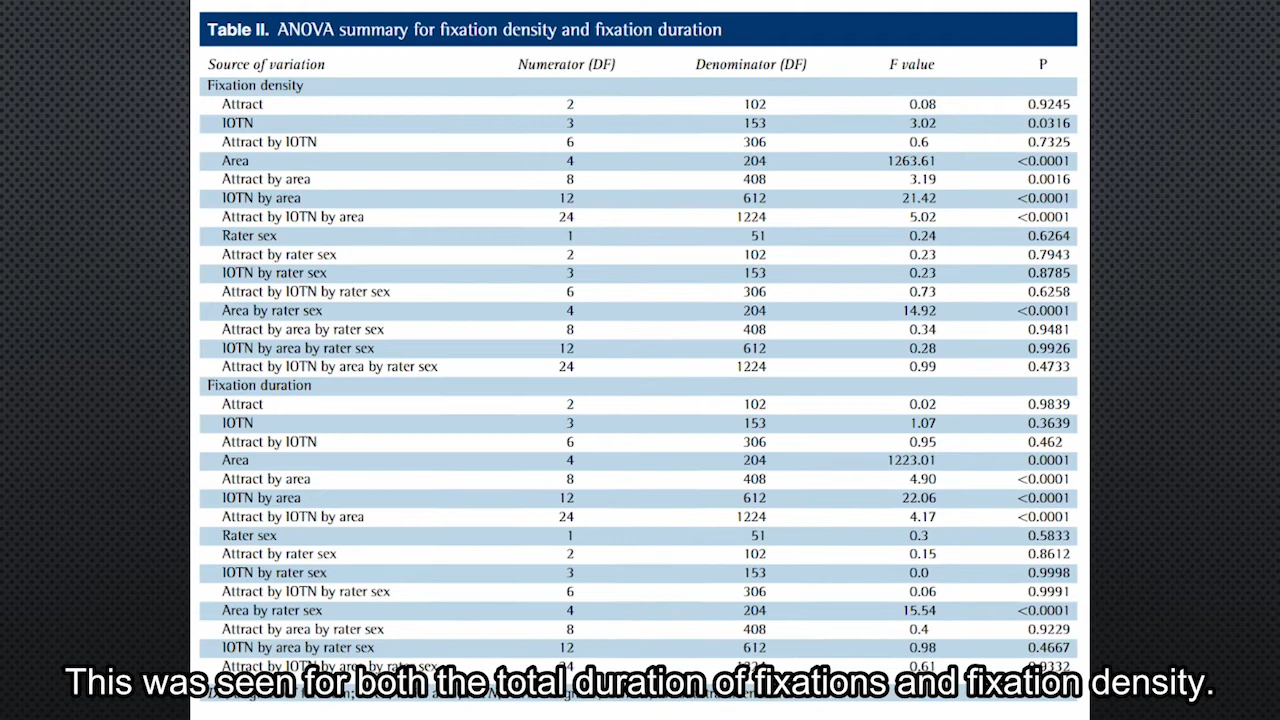 Table II. ANOVA summary for fixation density and fixation duration
Source of variation Numerator (DF) Denominator (DF) F value P
Fixation density
Attract 2 102 0.08 0.9245
IOTN 3 153 3.02 0.0316
Attract by IOTN 6 306 0.6 0.7325
Area 4 204 1263.61 <0.0001
Attract by area 8 408 3.19 0.0016
IOTN by area 12 612 21.42 <0.0001
Attract by IOTN by area 24 1224 5.02 <0.0001
Rater sex 1 51 0.24 0.6264
Attract by rater sex 2 102 0.23 0.7943
IOTN by rater sex 3 153 0.23 0.8785
Attract by IOTN by rater sex 6 306 0.73 0.6258
Area by rater sex 4 204 14.92 <0.0001
Attract by area by rater sex 8 408 0.34 0.9481
IOTN by area by rater sex 12 612 0.28 0.9926
Attract by IOTN by area by rater sex 24 1224 0.99 0.4733
Fixation duration
Attract 2 102 0.02 0.9839
IOTN 3 153 1.07 0.3639
Attract by IOTN 6 306 0.95 0.462
Area 4 204 1223.01 0.0001
Attract by area 8 408 4.90 <0.0001
IOTN by area 12 612 22.06 <0.0001
Attract by IOTN by area 24 1224 4.17 <0.0001
Rater sex 1 51 0.3 0.5833
Attract by rater sex 2 102 0.15 0.8612
IOTN by rater sex 3 153 0.0 0.9998
Attract by IOTN by rater sex 6 306 0.06 0.9991
Area by rater sex 4 204 15.54 <0.0001
Attract by area by rater sex 8 408 0.4 0.9229
IOTN by area by rater sex 12 612 0.98 0.4667
Attract by IOTN by area by rater sex 24 1224 0.61 0.9332
This was seen for both the total duration of fixations and fixation density.